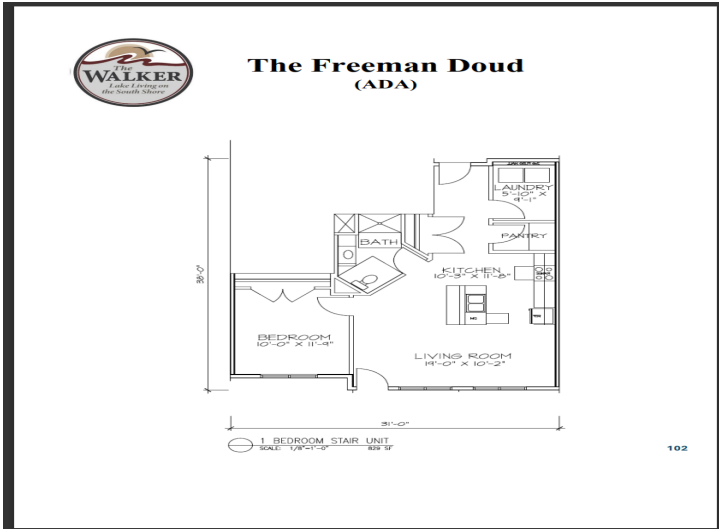 The
WALKER
Lake Living on
the South Shore
The Freeman Doud
(ADA)
LAUNDRY
5'-10" X
9'-1"
BATH
PANTRY
KITCHEN
10'-3" X 11'-8"
38'-0"
BEDROOM
10'-0" X 11'-9"
LIVING ROOM
19'-0" X 10'-2"
31'-0"
1 BEDROOM STAIR UNIT
SCALE: 1/8"=1'-0" 829 SF
102